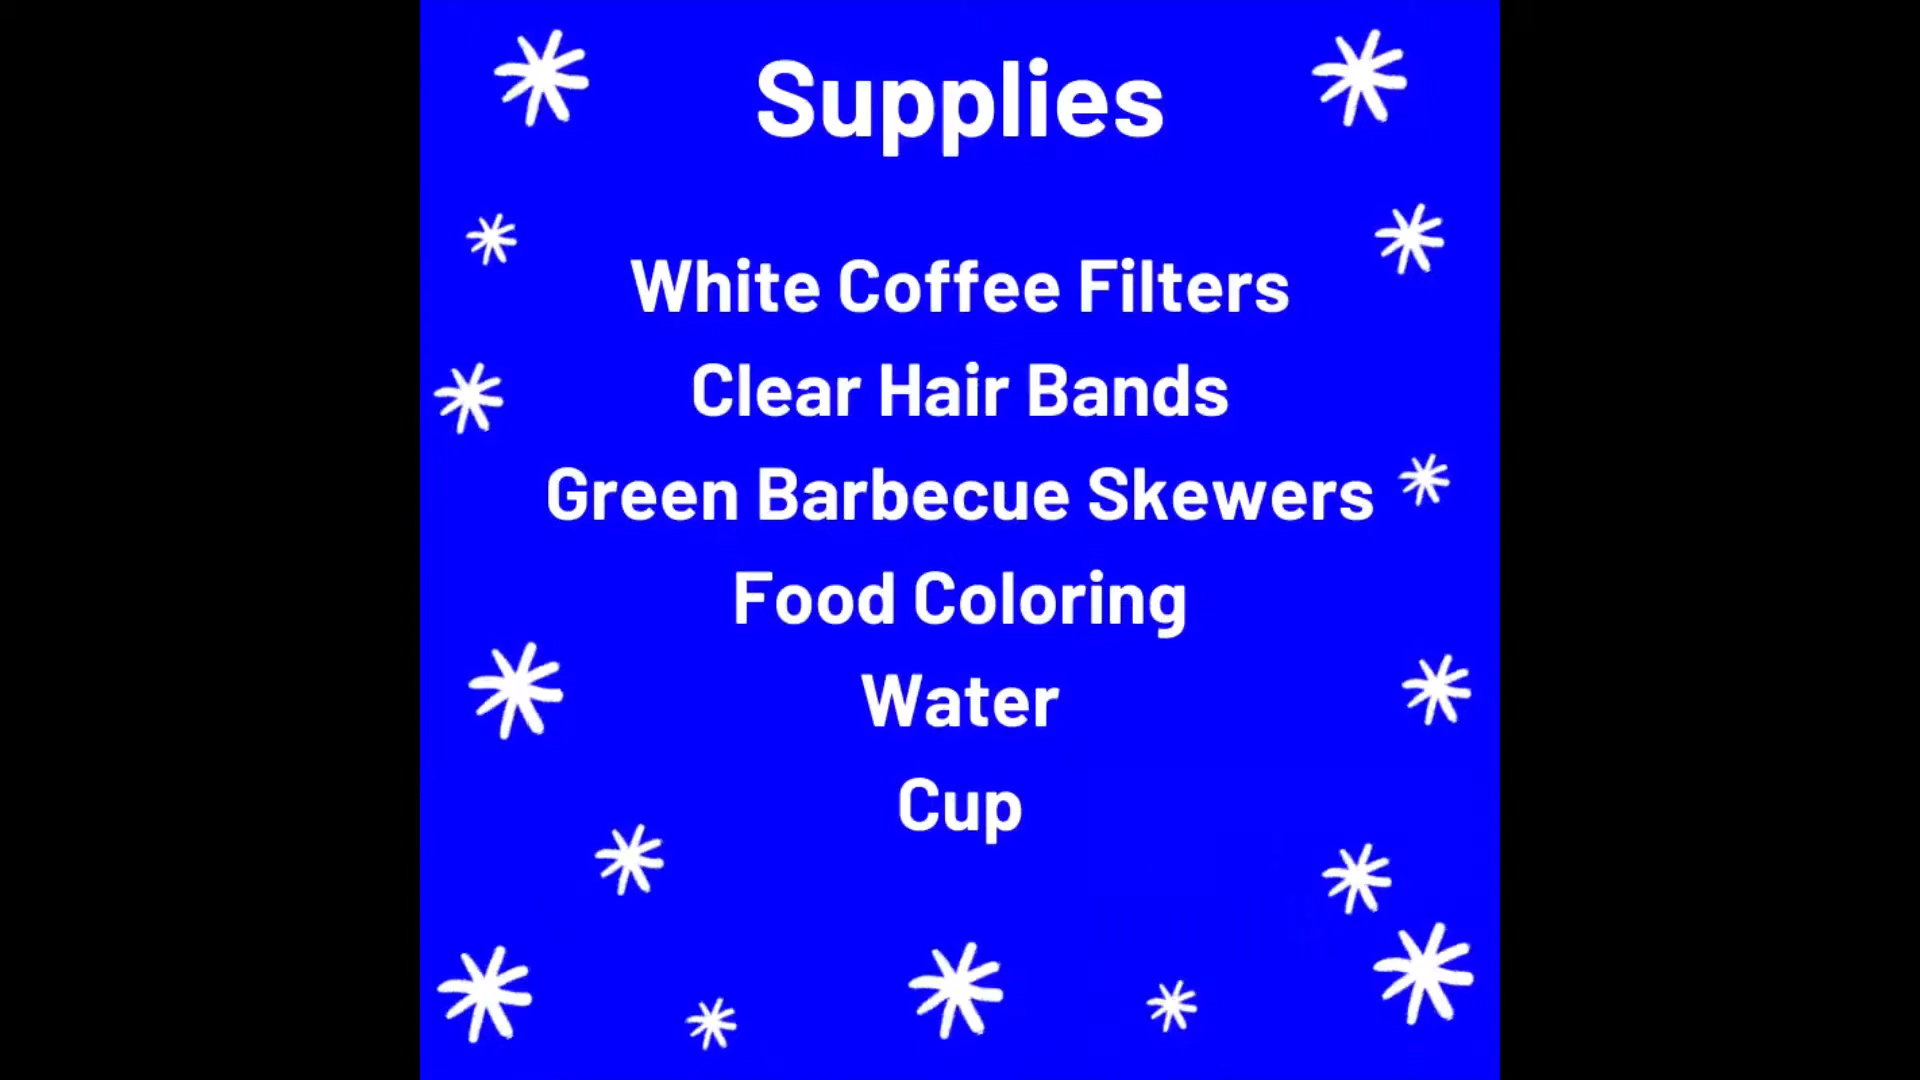 Supplies
White Coffee Filters
Clear Hair Bands
Green Barbecue Skewers
Food Coloring
Water
Cup